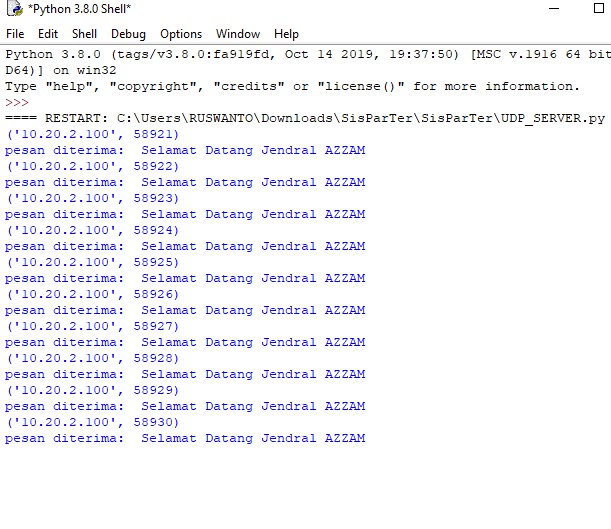 *Python 3.8.0 Shell*
File Edit Shell Debug Options Window Help
Python 3.8.0 (tags/v3.8.0:fa919fd, Oct 14 2019, 19:37:50) [MSC v.1916 64 bit
D64)] on win32
Type "help", "copyright", "credits" or "license()" for more information.
>>>
==== RESTART: C:\Users\RUSWANTO\Downloads\SisParTer\SisParTer\UDP_SERVER.py
('10.20.2.100', 58921)
pesan diterima:  Selamat Datang Jendral AZZAM
('10.20.2.100', 58922)
pesan diterima:  Selamat Datang Jendral AZZAM
('10.20.2.100', 58923)
pesan diterima:  Selamat Datang Jendral AZZAM
('10.20.2.100', 58924)
pesan diterima:  Selamat Datang Jendral AZZAM
('10.20.2.100', 58925)
pesan diterima:  Selamat Datang Jendral AZZAM
('10.20.2.100', 58926)
pesan diterima:  Selamat Datang Jendral AZZAM
('10.20.2.100', 58927)
pesan diterima:  Selamat Datang Jendral AZZAM
('10.20.2.100', 58928)
pesan diterima:  Selamat Datang Jendral AZZAM
('10.20.2.100', 58929)
pesan diterima:  Selamat Datang Jendral AZZAM
('10.20.2.100', 58930)
pesan diterima:  Selamat Datang Jendral AZZAM